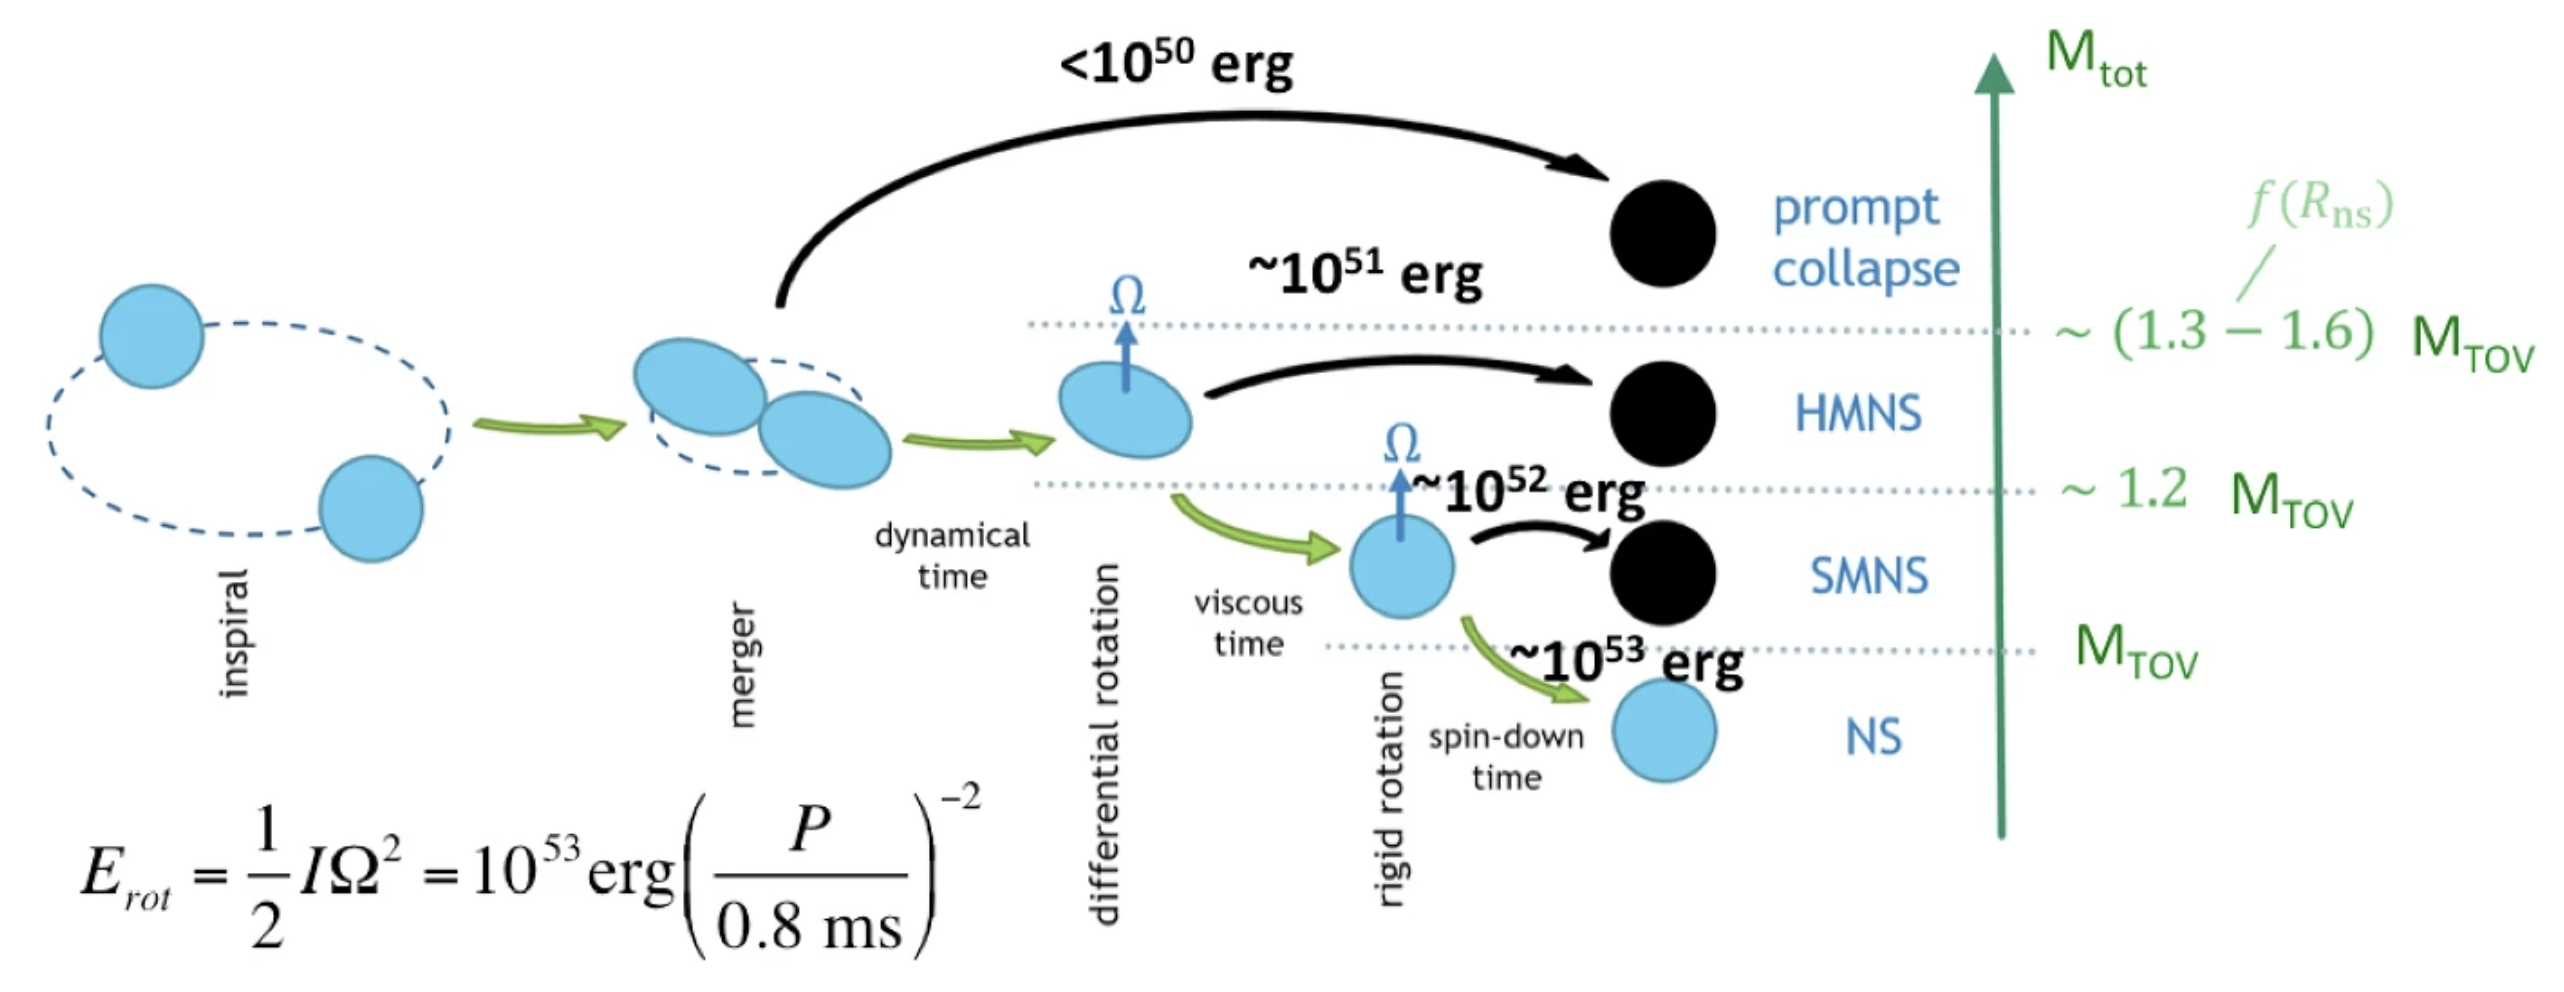 <10⁵⁰ erg
M_tot
prompt
collapse
f(R_ns)
~10⁵¹ erg
Ω
~ (1.3 − 1.6) M_TOV
HMNS
Ω
~10⁵² erg
~ 1.2 M_TOV
dynamical
time
SMNS
viscous
time
~10⁵³ erg
M_TOV
inspiral
merger
differential rotation
rigid rotation
spin-down
time
NS
E_rot = 1/2 IΩ² = 10⁵³ erg (P / 0.8 ms)⁻²